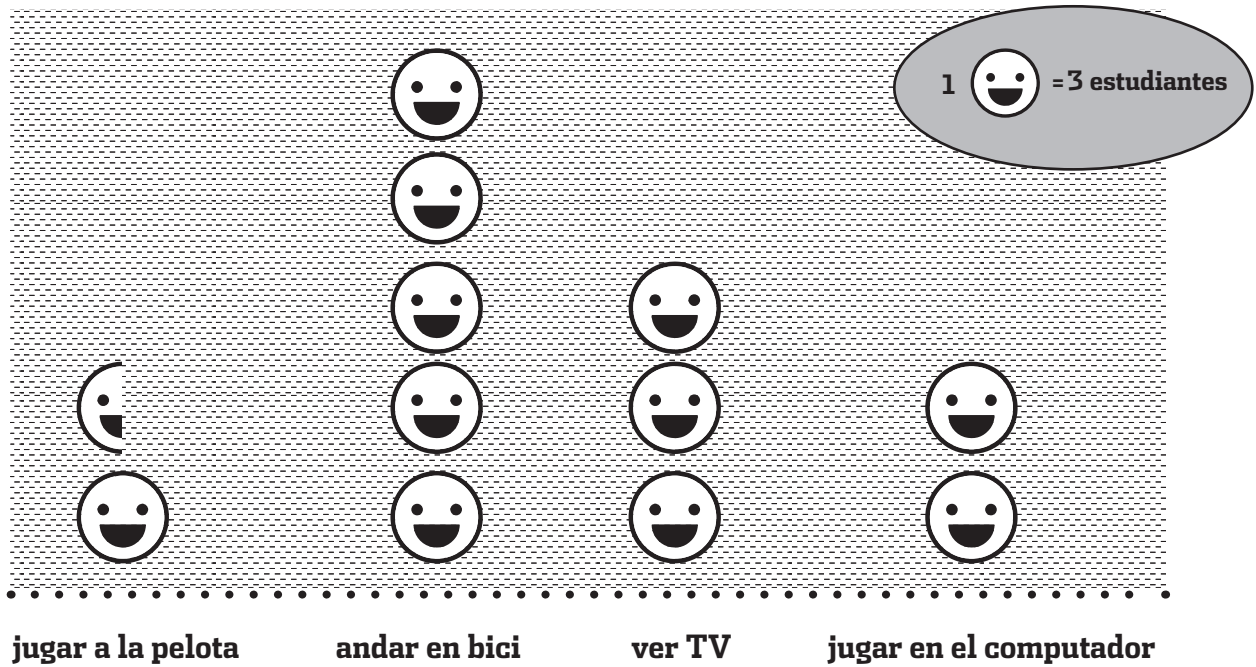 1 = 3 estudiantes
jugar a la pelota
andar en bici
ver TV
jugar en el computador